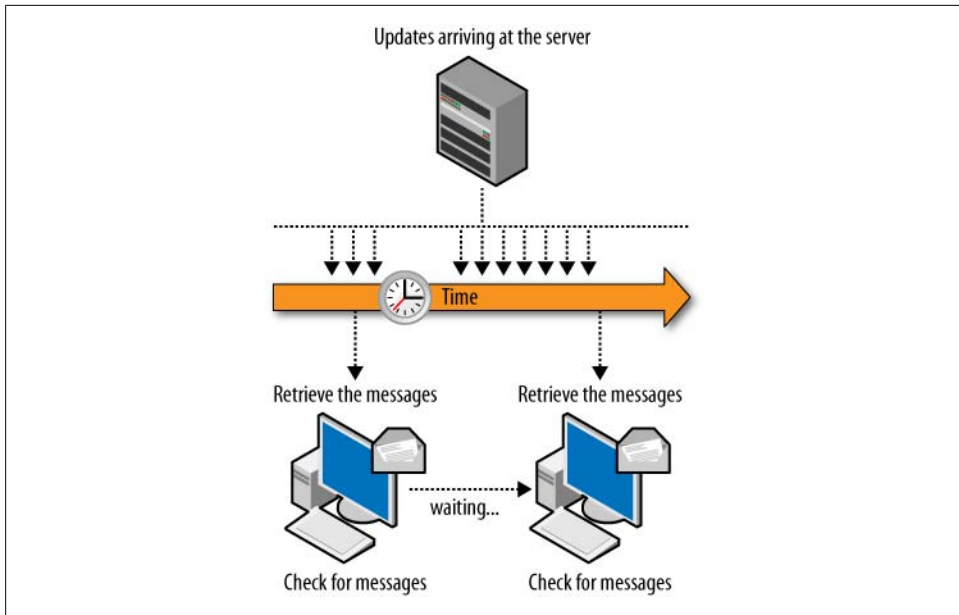 Updates arriving at the server
Time
Retrieve the messages
Retrieve the messages
waiting...
Check for messages
Check for messages